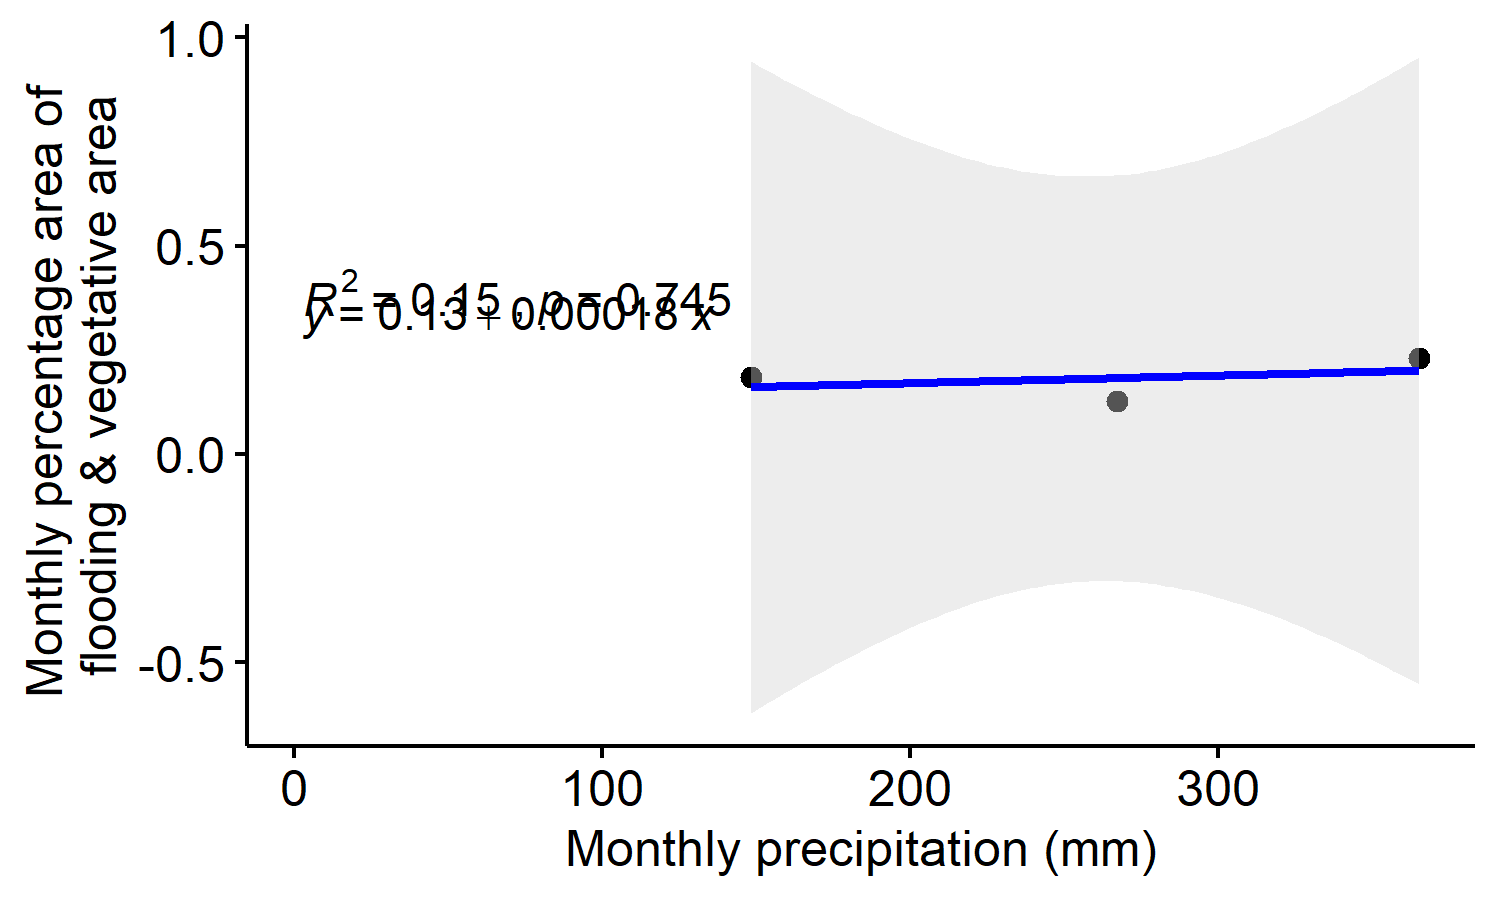 Monthly percentage area of
flooding & vegetative area
1.0
0.5
0.0
-0.5
R² = 0.15, p = 0.745
y = 0.13 + 0.00018 x
0 100 200 300
Monthly precipitation (mm)